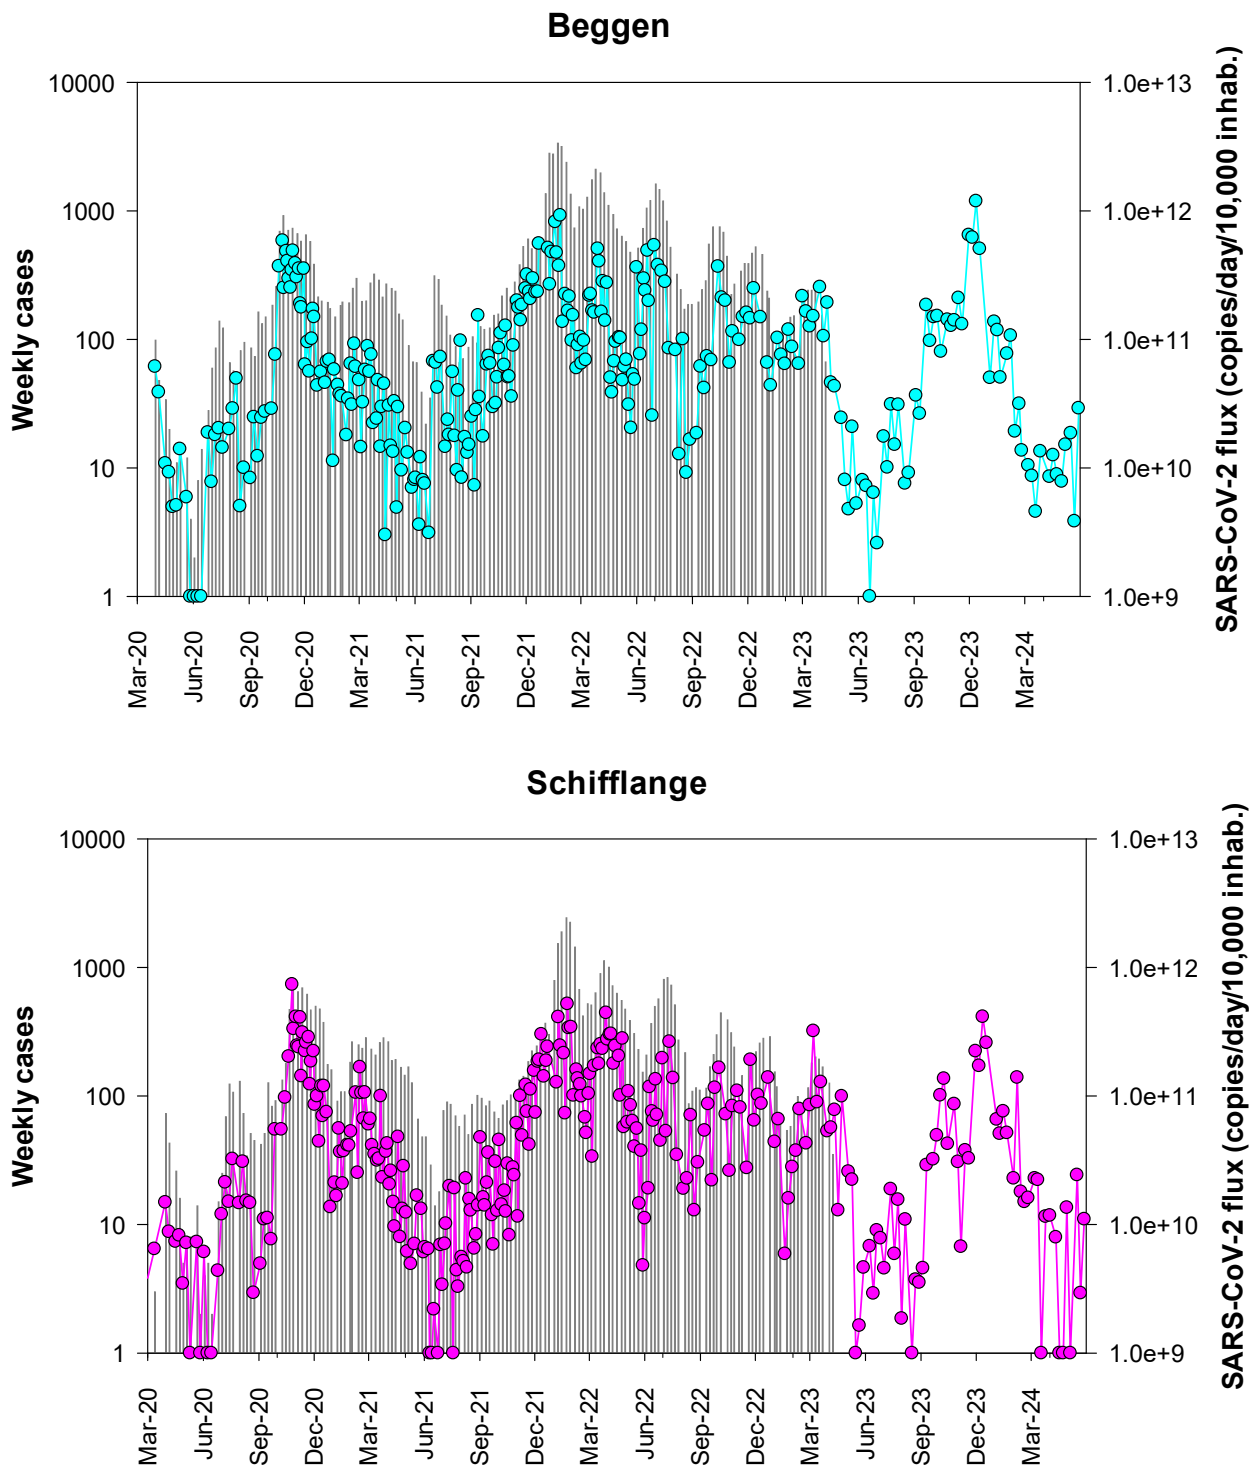 Beggen
Weekly cases
10000
1000
100
10
1
1.0e+13
1.0e+12
1.0e+11
1.0e+10
1.0e+9
SARS-CoV-2 flux (copies/day/10,000 inhab.)
Mar-20
Jun-20
Sep-20
Dec-20
Mar-21
Jun-21
Sep-21
Dec-21
Mar-22
Jun-22
Sep-22
Dec-22
Mar-23
Jun-23
Sep-23
Dec-23
Mar-24
Schifflange
Weekly cases
10000
1000
100
10
1
1.0e+13
1.0e+12
1.0e+11
1.0e+10
1.0e+9
SARS-CoV-2 flux (copies/day/10,000 inhab.)
Mar-20
Jun-20
Sep-20
Dec-20
Mar-21
Jun-21
Sep-21
Dec-21
Mar-22
Jun-22
Sep-22
Dec-22
Mar-23
Jun-23
Sep-23
Dec-23
Mar-24